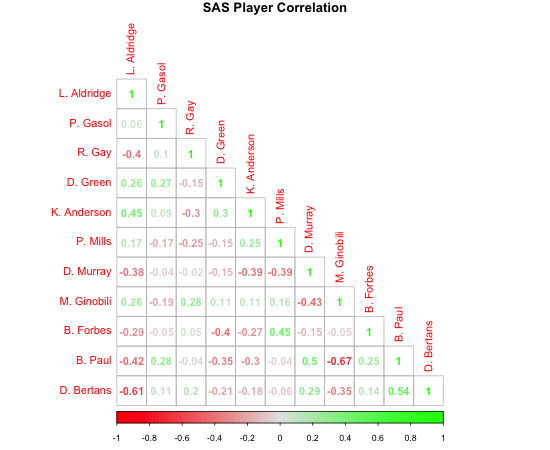 SAS Player Correlation
L. Aldridge
P. Gasol
R. Gay
D. Green
K. Anderson
P. Mills
D. Murray
M. Ginobili
B. Forbes
B. Paul
D. Bertans
L. Aldridge 1
P. Gasol 0.06 1
R. Gay -0.4 0.1 1
D. Green 0.26 0.27 -0.15 1
K. Anderson 0.45 0.09 -0.3 0.3 1
P. Mills 0.17 -0.17 -0.25 -0.15 0.25 1
D. Murray -0.38 -0.04 -0.02 -0.15 -0.39 -0.39 1
M. Ginobili 0.26 -0.19 0.28 0.11 0.11 0.16 -0.43 1
B. Forbes -0.29 -0.05 0.05 -0.4 -0.27 0.45 -0.15 -0.05 1
B. Paul -0.42 0.28 -0.04 -0.35 -0.3 -0.04 0.5 -0.67 0.25 1
D. Bertans -0.61 0.11 0.2 -0.21 -0.18 -0.06 0.29 -0.35 0.14 0.54 1
-1 -0.8 -0.6 -0.4 -0.2 0 0.2 0.4 0.6 0.8 1